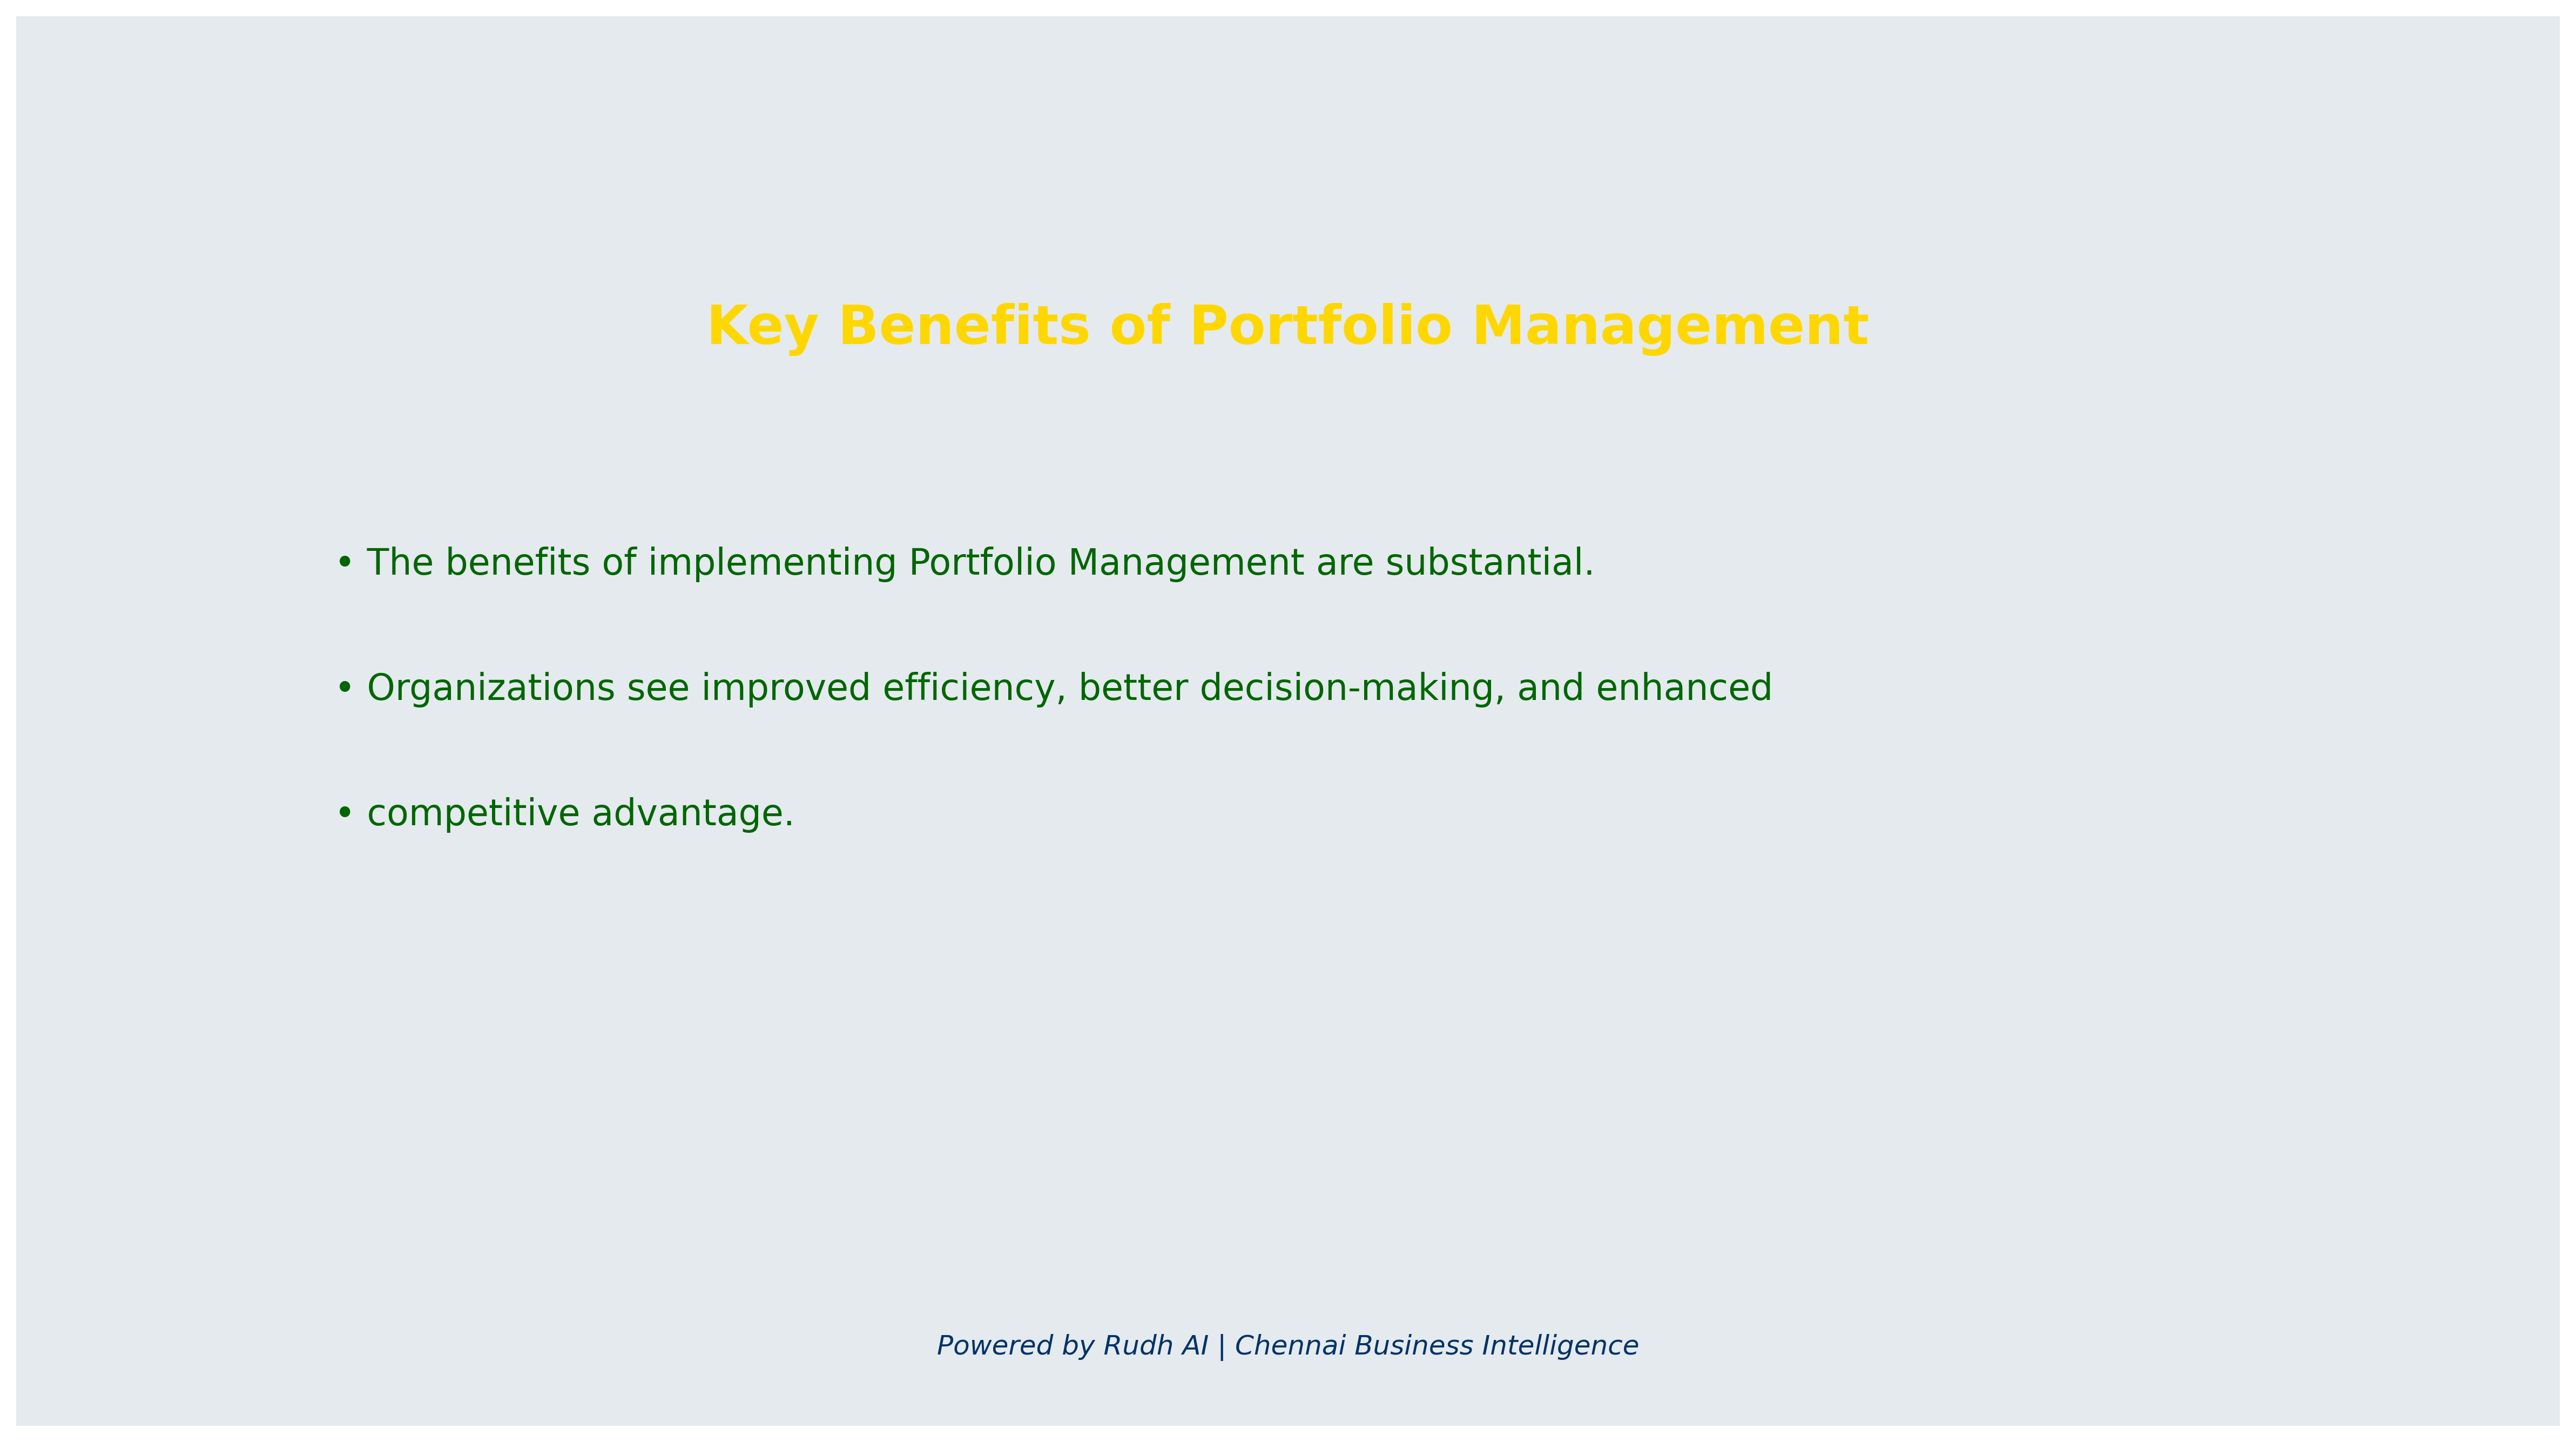 Key Benefits of Portfolio Management
• The benefits of implementing Portfolio Management are substantial.
• Organizations see improved efficiency, better decision-making, and enhanced
• competitive advantage.
Powered by Rudh AI | Chennai Business Intelligence